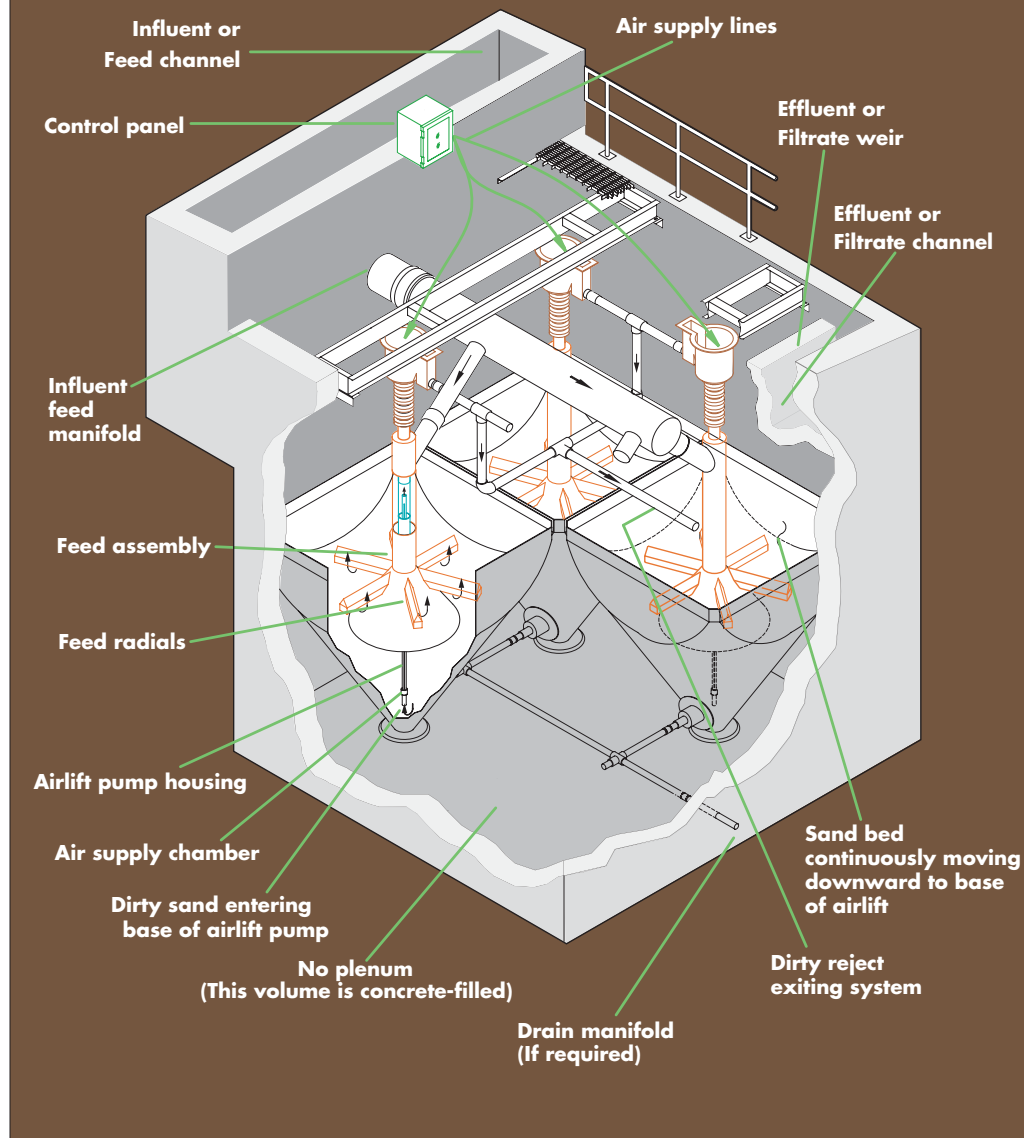 Influent or
Feed channel
Air supply lines
Control panel
Effluent or
Filtrate weir
Effluent or
Filtrate channel
Influent
feed
manifold
Feed assembly
Feed radials
Airlift pump housing
Air supply chamber
Dirty sand entering
base of airlift pump
No plenum
(This volume is concrete-filled)
Drain manifold
(If required)
Dirty reject
exiting system
Sand bed
continuously moving
downward to base
of airlift